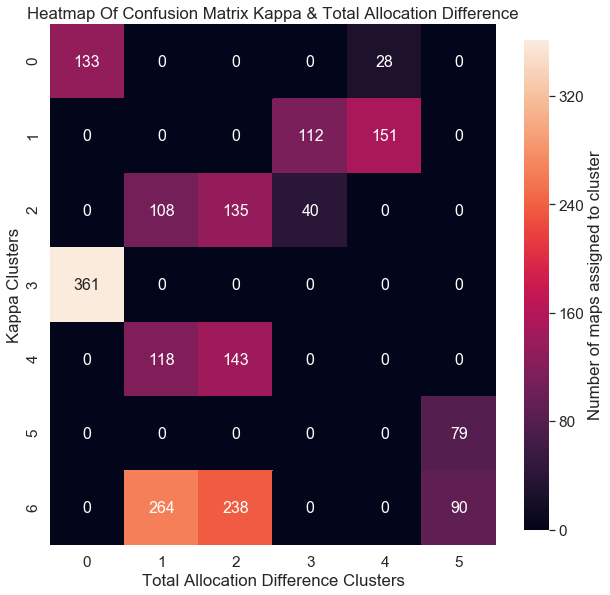 Heatmap Of Confusion Matrix Kappa & Total Allocation Difference
0 133 0 0 0 28 0
1 0 0 0 112 151 0
2 0 108 135 40 0 0
3 361 0 0 0 0 0
4 0 118 143 0 0 0
5 0 0 0 0 0 79
6 0 264 238 0 0 90
0 1 2 3 4 5
Kappa Clusters
Total Allocation Difference Clusters
320
240
160
80
0
Number of maps assigned to cluster